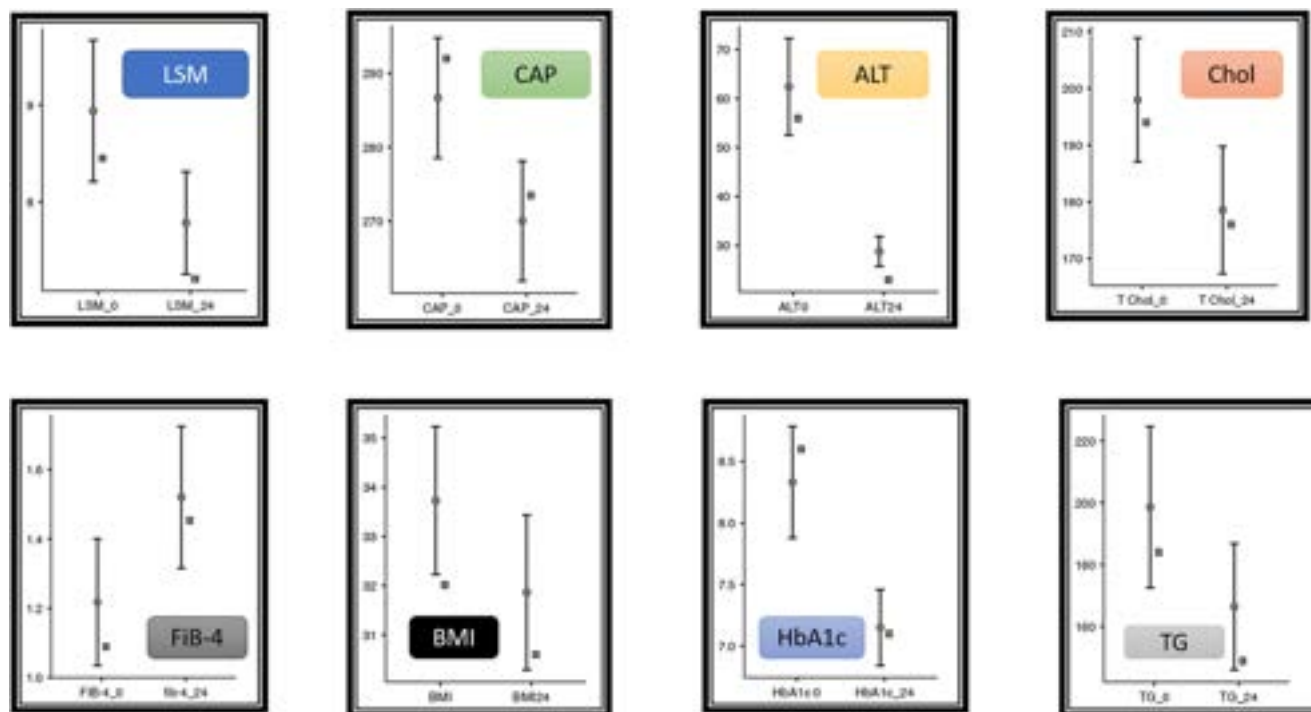 LSM
9
8
LSM_0 LSM_24
CAP
290
280
270
CAP_0 CAP_24
ALT
70
60
50
40
30
ALT0 ALT24
Chol
210
200
190
180
170
T Chol_0 T Chol_24
1.6
1.4
1.2
1.0
FiB-4
FIB-4_0 fib-4_24
35
34
33
32
31
BMI
BMI BMI24
8.5
8.0
7.5
7.0
HbA1c
HbA1c0 HbA1c_24
220
200
180
160
TG
TG_0 TG_24